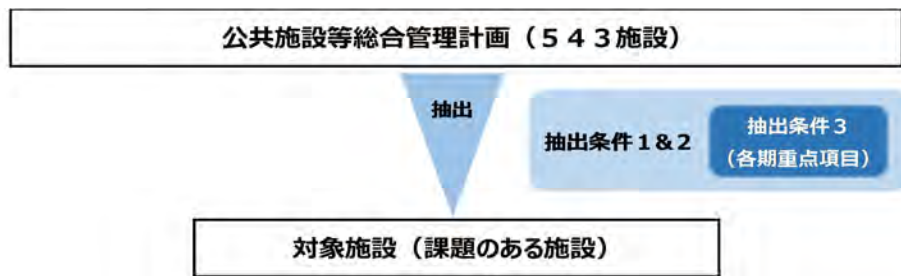 公共施設等総合管理計画（５４３施設）
抽出
抽出条件１&２
抽出条件３
（各期重点項目）
対象施設（課題のある施設）